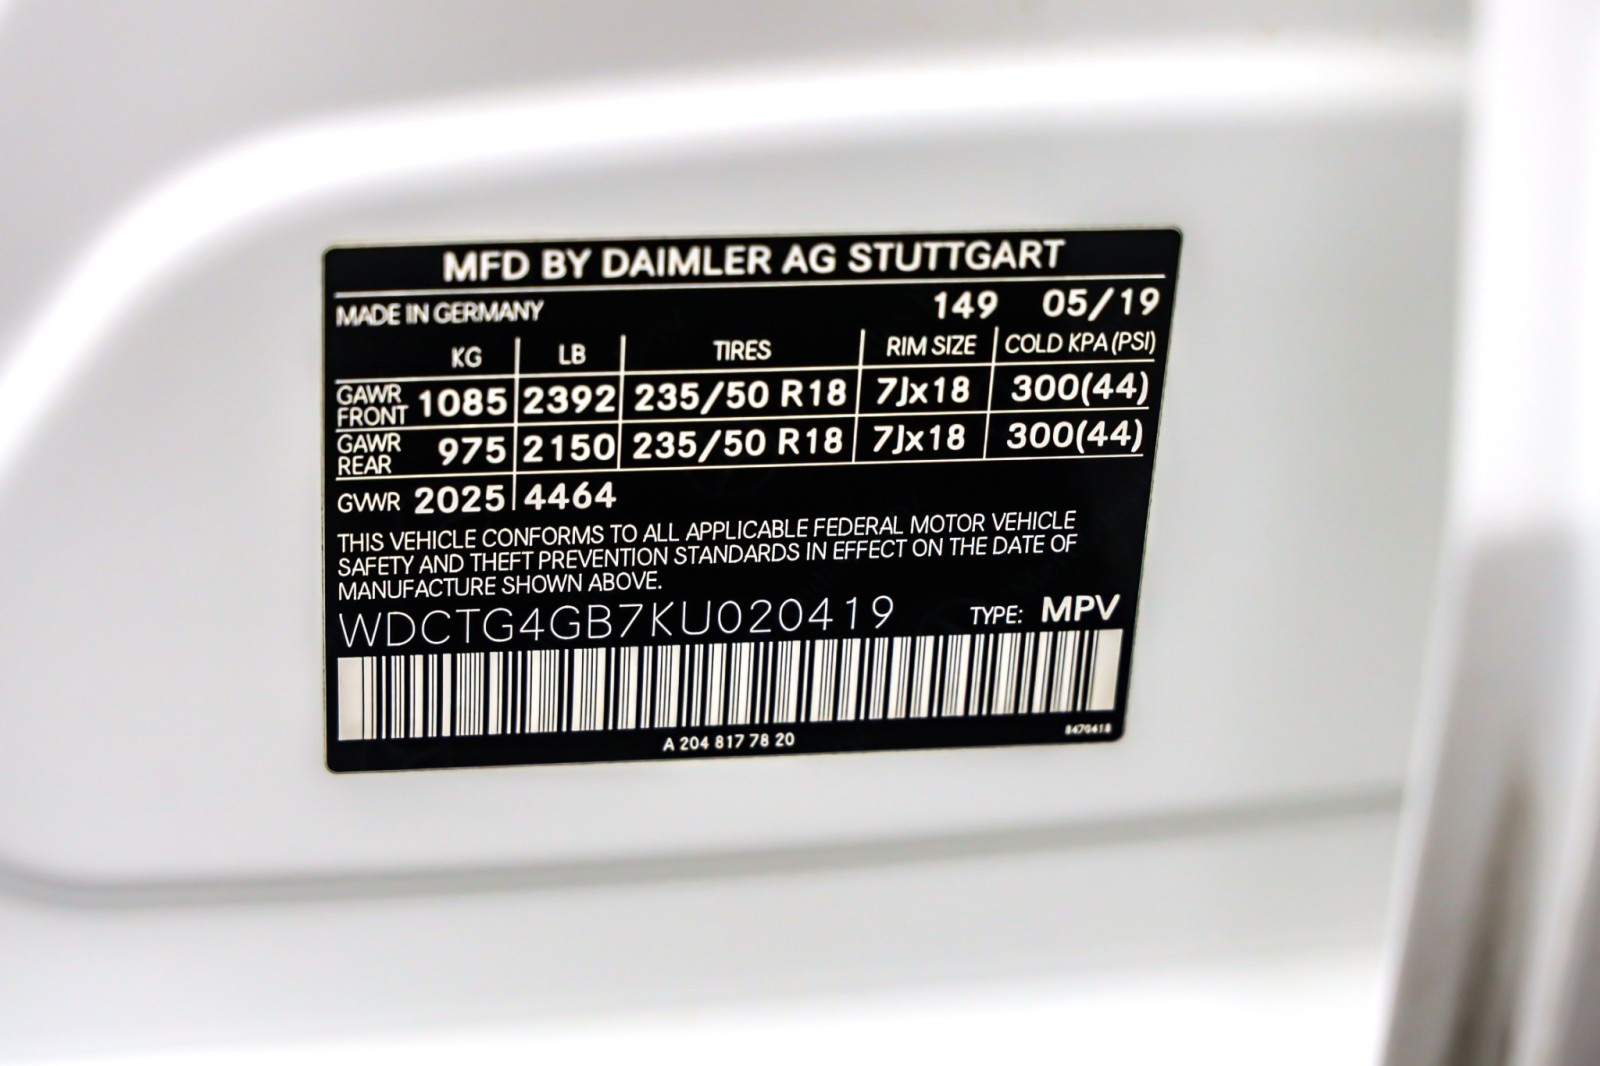 MFD BY DAIMLER AG STUTTGART
MADE IN GERMANY 149 05/19
KG LB TIRES RIM SIZE COLD KPA (PSI)
GAWR FRONT 1085 2392 235/50 R18 7Jx18 300(44)
GAWR REAR 975 2150 235/50 R18 7Jx18 300(44)
GVWR 2025 4464
THIS VEHICLE CONFORMS TO ALL APPLICABLE FEDERAL MOTOR VEHICLE
SAFETY AND THEFT PREVENTION STANDARDS IN EFFECT ON THE DATE OF
MANUFACTURE SHOWN ABOVE.
WDCTG4GB7KU020419 TYPE: MPV
A 204 817 78 20 8470418